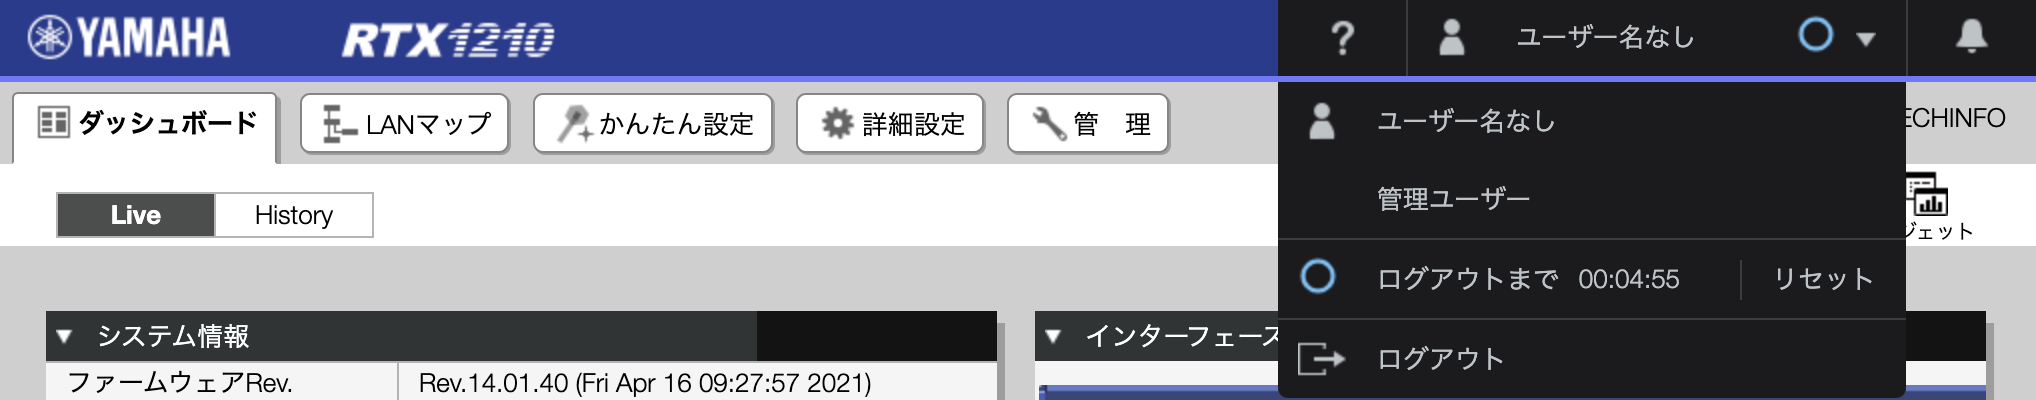 YAMAHA RTX1210 ? ユーザー名なし
ダッシュボード LANマップ かんたん設定 詳細設定 管 理 ECHINFO
ユーザー名なし
管理ユーザー
Live History
ジェット
ログアウトまで 00:04:55 リセット
システム情報 インターフェース
ログアウト
ファームウェアRev. Rev.14.01.40 (Fri Apr 16 09:27:57 2021)